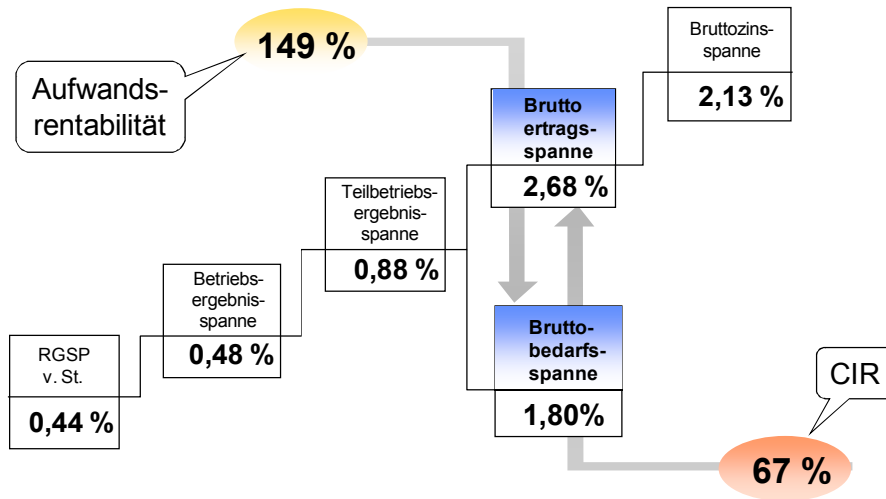 149 %
Aufwands-
rentabilität
Bruttozins-
spanne
2,13 %
Brutto
ertrags-
spanne
2,68 %
Teilbetriebs-
ergebnis-
spanne
0,88 %
Betriebs-
ergebnis-
spanne
0,48 %
RGSP
v. St.
0,44 %
Brutto-
bedarfs-
spanne
1,80%
CIR
67 %